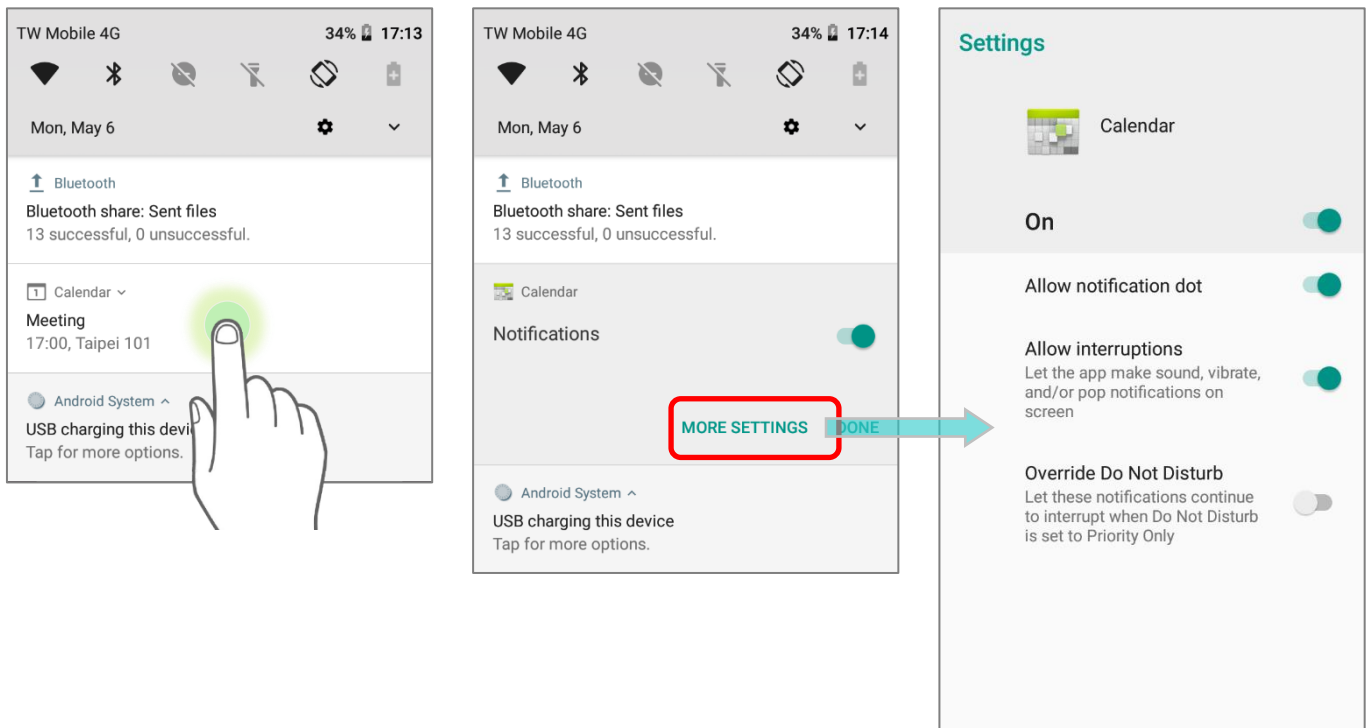 TW Mobile 4G
34% 17:13
Mon, May 6
Bluetooth
Bluetooth share: Sent files
13 successful, 0 unsuccessful.
1 Calendar
Meeting
17:00, Taipei 101
Android System
USB charging this devi
Tap for more options.
TW Mobile 4G
34% 17:14
Mon, May 6
Bluetooth
Bluetooth share: Sent files
13 successful, 0 unsuccessful.
Calendar
Notifications
MORE SETTINGS DONE
Android System
USB charging this device
Tap for more options.
Settings
Calendar
On
Allow notification dot
Allow interruptions
Let the app make sound, vibrate,
and/or pop notifications on
screen
Override Do Not Disturb
Let these notifications continue
to interrupt when Do Not Disturb
is set to Priority Only